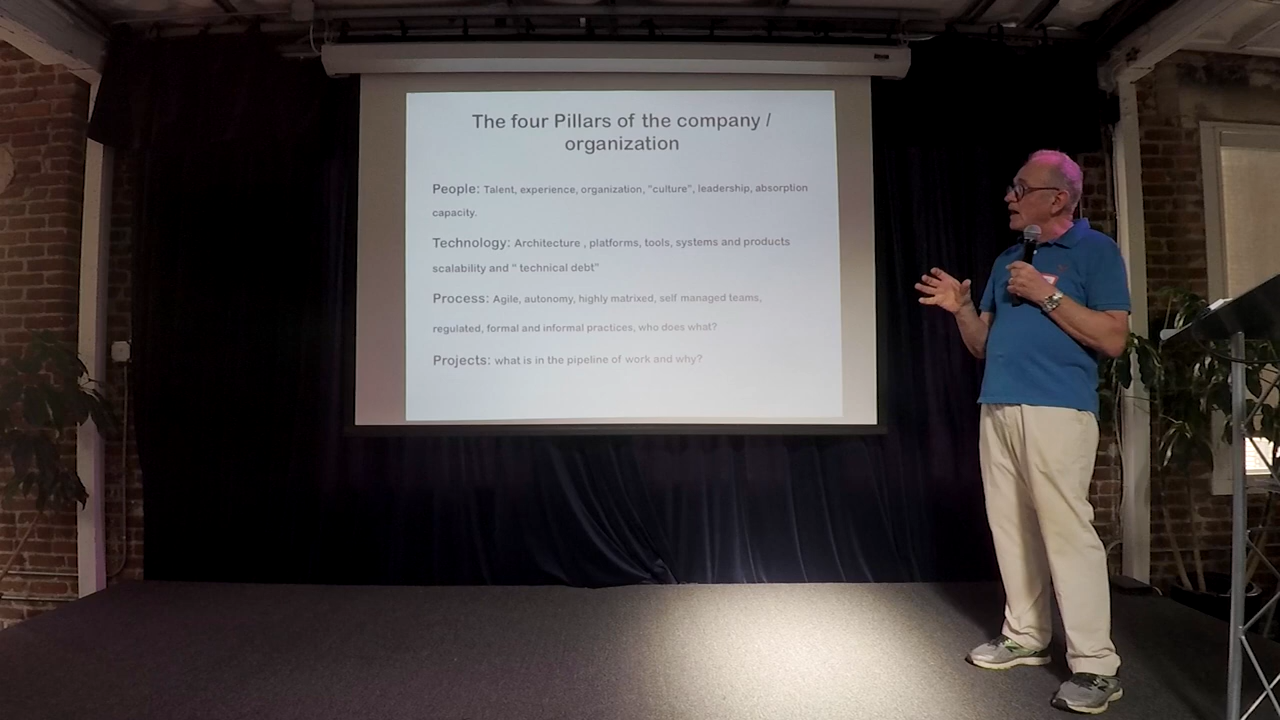 The four Pillars of the company /
organization
People: Talent, experience, organization, "culture", leadership, absorption
capacity.
Technology: Architecture , platforms, tools, systems and products
scalability and " technical debt"
Process: Agile, autonomy, highly matrixed, self managed teams,
regulated, formal and informal practices, who does what?
Projects: what is in the pipeline of work and why?